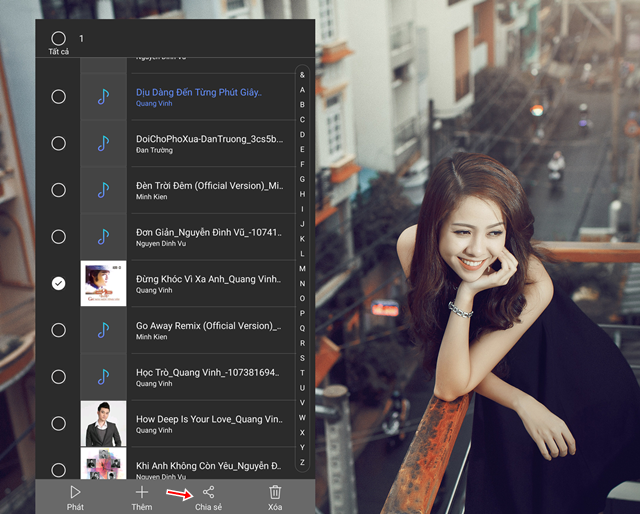 1
Tất cả
Nguyen Dinh Vu
Dịu Dàng Đến Từng Phút Giây..
Quang Vinh
DoiChoPhoXua-DanTruong_3cs5b...
Đan Trường
Đèn Trời Đêm (Official Version)_Mi..
Minh Kien
Đơn Giản_Nguyễn Đình Vũ_-10741..
Nguyen Dinh Vu
Đừng Khóc Vì Xa Anh_Quang Vinh..
Quang Vinh
Go Away Remix (Official Version)_..
Minh Kien
Học Trò_Quang Vinh_-107381694..
Quang Vinh
How Deep Is Your Love_Quang Vin..
Quang Vinh
Khi Anh Không Còn Yêu_Nguyễn Đ..
Nguyen Dinh Vu
&
A
B
C
D
E
F
G
H
I
J
K
L
M
N
O
P
Q
R
S
T
U
V
W
X
Y
Z
Phát
Thêm
Chia sẻ
Xóa